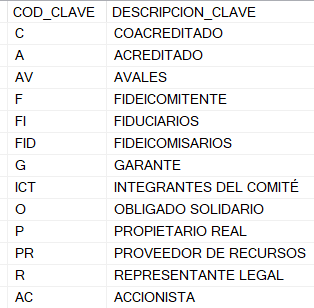 COD_CLAVE DESCRIPCION_CLAVE
C COACREDITADO
A ACREDITADO
AV AVALES
F FIDEICOMITENTE
FI FIDUCIARIOS
FID FIDEICOMISARIOS
G GARANTE
ICT INTEGRANTES DEL COMITÉ
O OBLIGADO SOLIDARIO
P PROPIETARIO REAL
PR PROVEEDOR DE RECURSOS
R REPRESENTANTE LEGAL
AC ACCIONISTA